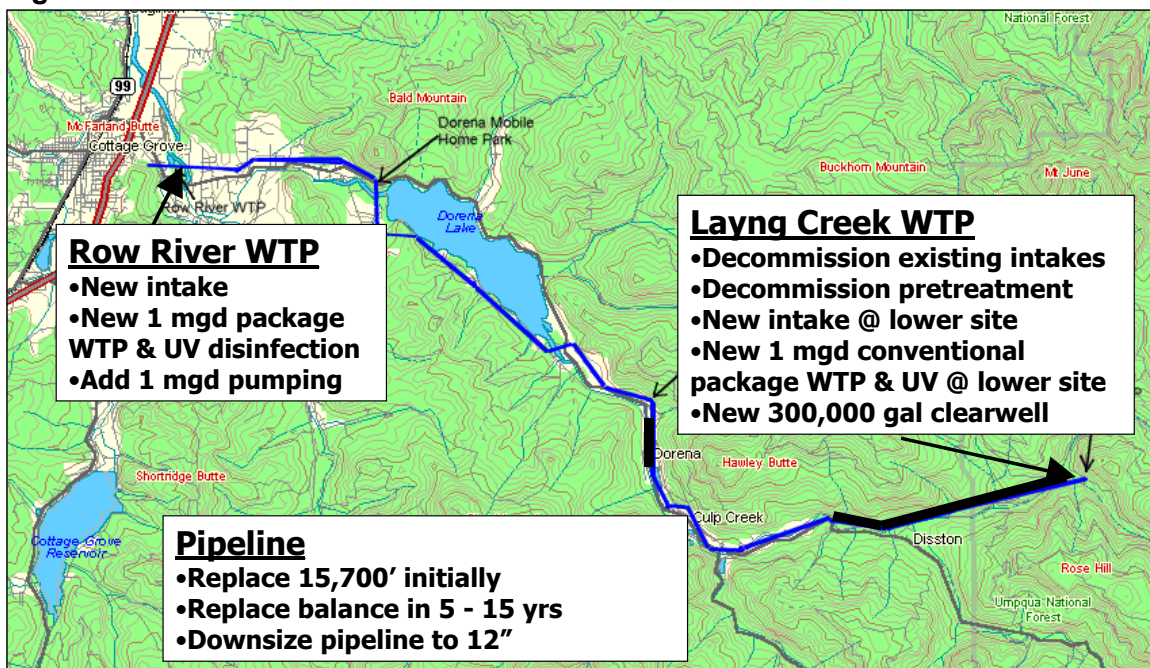 National Forest
99
Bald Mountain
McFarland Butte
Cottage Grove
Dorena Mobile
Home Park
Buckhorn Mountain
Mt June
Row River WTP
Dorena
Lake
Row River WTP
•New intake
•New 1 mgd package
WTP & UV disinfection
•Add 1 mgd pumping
Layng Creek WTP
•Decommission existing intakes
•Decommission pretreatment
•New intake @ lower site
•New 1 mgd conventional
package WTP & UV @ lower site
•New 300,000 gal clearwell
Dorena
Hawley Butte
Shortridge Butte
Culp Creek
Disston
Cottage Grove
Reservoir
Rose Hill
Umpqua National
Forest
Pipeline
•Replace 15,700’ initially
•Replace balance in 5 - 15 yrs
•Downsize pipeline to 12”